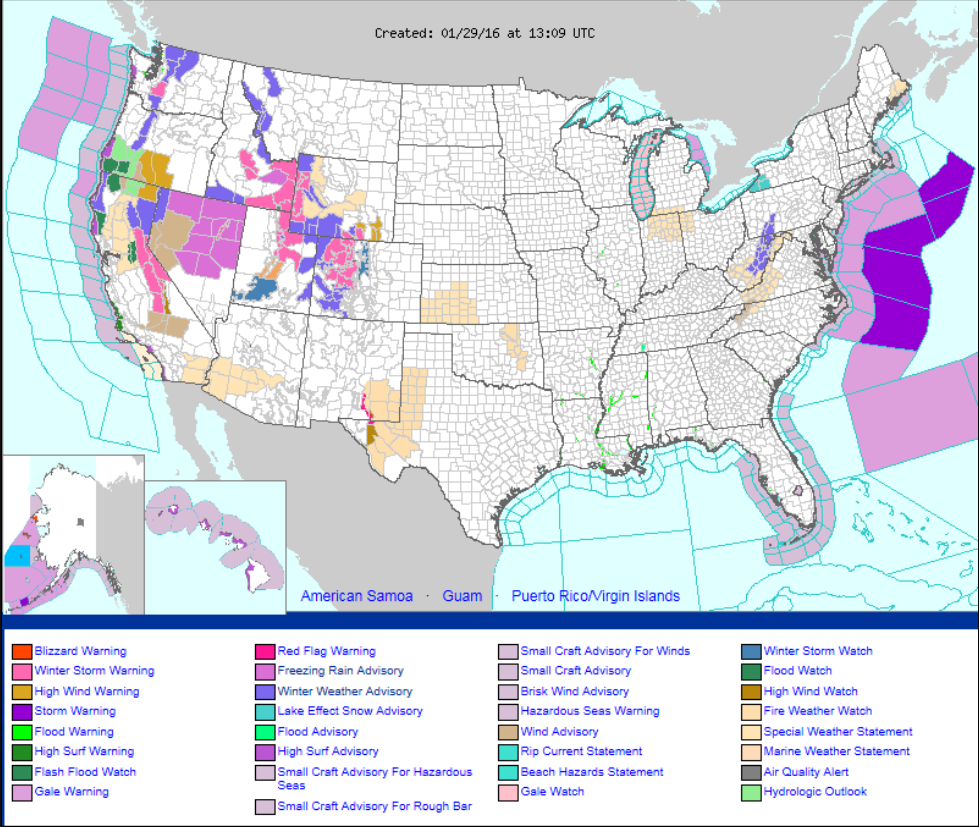 Created: 01/29/16 at 13:09 UTC
American Samoa · Guam · Puerto Rico/Virgin Islands
Blizzard Warning
Winter Storm Warning
High Wind Warning
Storm Warning
Flood Warning
High Surf Warning
Flash Flood Watch
Gale Warning
Red Flag Warning
Freezing Rain Advisory
Winter Weather Advisory
Lake Effect Snow Advisory
Flood Advisory
High Surf Advisory
Small Craft Advisory For Hazardous
Seas
Small Craft Advisory For Rough Bar
Small Craft Advisory For Winds
Small Craft Advisory
Brisk Wind Advisory
Hazardous Seas Warning
Wind Advisory
Rip Current Statement
Beach Hazards Statement
Gale Watch
Winter Storm Watch
Flood Watch
High Wind Watch
Fire Weather Watch
Special Weather Statement
Marine Weather Statement
Air Quality Alert
Hydrologic Outlook